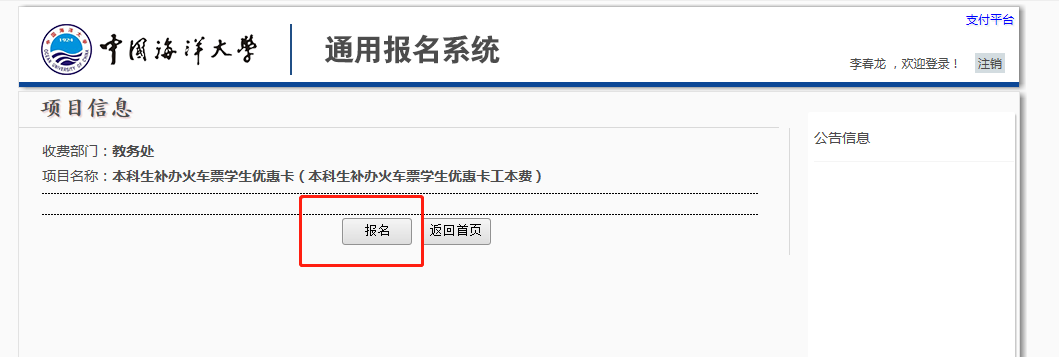 支付平台
中国海洋大学
通用报名系统
李春龙 ，欢迎登录！
注销
项目信息
公告信息
收费部门：教务处
项目名称：本科生补办火车票学生优惠卡（本科生补办火车票学生优惠卡工本费）
报名
返回首页